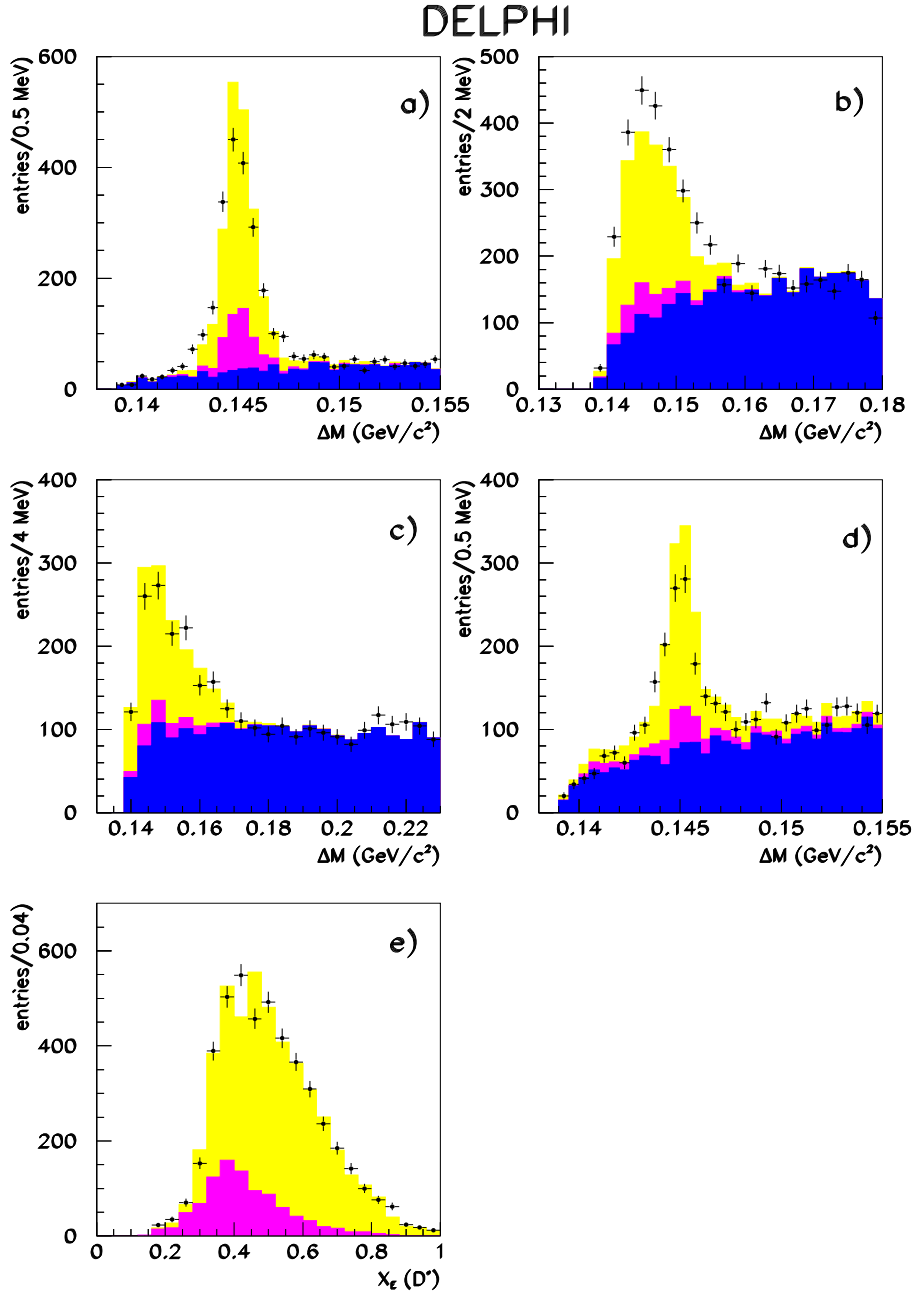 DELPHI
entries/0.5 MeV
600
400
200
0
a)
0.14 0.145 0.15 0.155
ΔM (GeV/c²)
entries/2 MeV
500
400
300
200
100
0
b)
0.13 0.14 0.15 0.16 0.17 0.18
ΔM (GeV/c²)
entries/4 MeV
400
300
200
100
0
c)
0.14 0.16 0.18 0.2 0.22
ΔM (GeV/c²)
entries/0.5 MeV
400
300
200
100
0
d)
0.14 0.145 0.15 0.155
ΔM (GeV/c²)
entries/0.04
600
400
200
0
e)
0 0.2 0.4 0.6 0.8 1
X_E (D*)